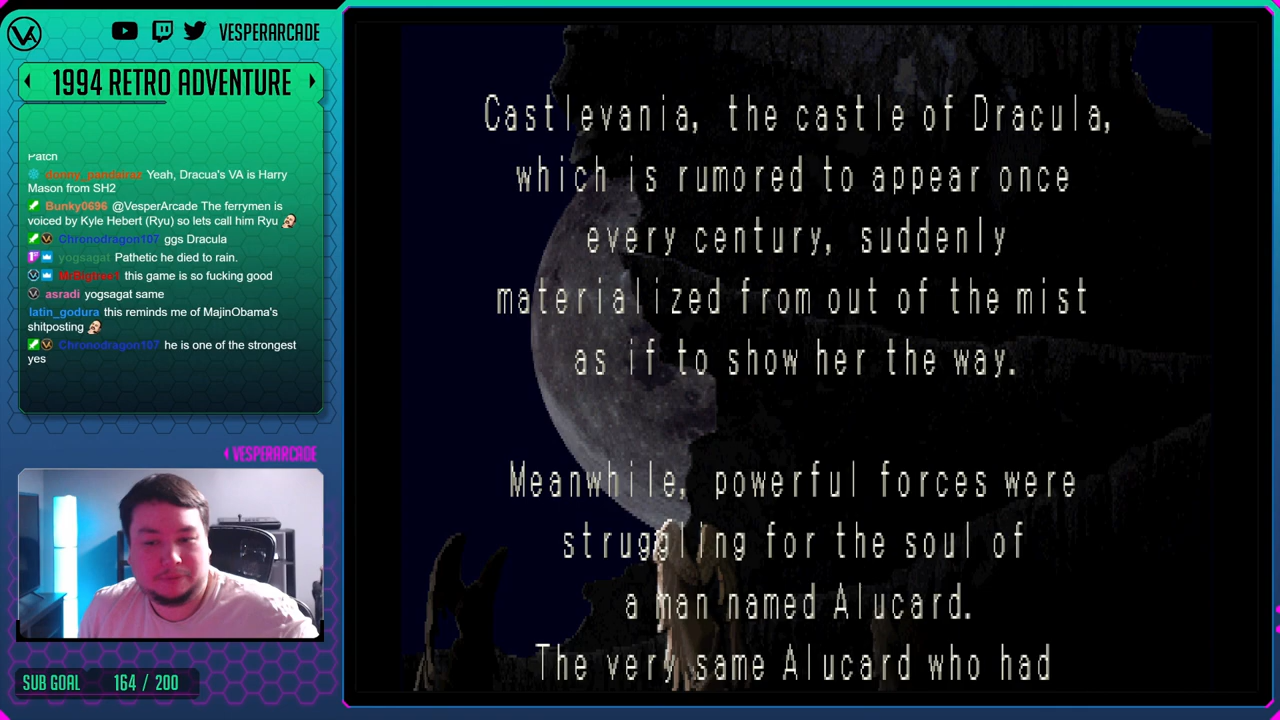 VESPERARCADE
1994 RETRO ADVENTURE
Patch
donny_pandeiraz Yeah, Dracua's VA is Harry
Mason from SH2
Bunky0696 @VesperArcade The ferrymen is
voiced by Kyle Hebert (Ryu) so lets call him Ryu
Chronodragon107 ggs Dracula
yogsagat Pathetic he died to rain.
this game is so fucking good
asradi yogsagat same
latin_godura this reminds me of MajinObama's
shitposting
Chronodragon107 he is one of the strongest
yes
VESPERARCADE
SUB GOAL 164 / 200
Castlevania, the castle of Dracula,
which is rumored to appear once
every century, suddenly
materialized from out of the mist
as if to show her the way.
Meanwhile, powerful forces were
struggling for the soul of
a man named Alucard.
The very same Alucard who had